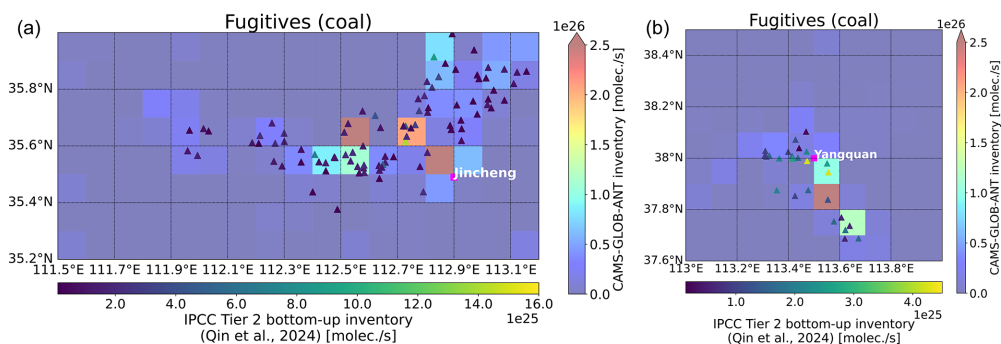 (a)
Fugitives (coal)
35.8°N
35.6°N
35.4°N
35.2°N
111.5°E
111.7°E
111.9°E
112.1°E
112.3°E
112.5°E
112.7°E
112.9°E
113.1°E
Jincheng
1e26
2.5
2.0
1.5
1.0
0.5
0.0
CAMS-GLOB-ANT inventory [molec./s]
2.0 4.0 6.0 8.0 10.0 12.0 14.0 16.0
1e25
IPCC Tier 2 bottom-up inventory
(Qin et al., 2024) [molec./s]
(b)
Fugitives (coal)
38.4°N
38.2°N
38.0°N
37.8°N
37.6°N
113°E
113.2°E
113.4°E
113.6°E
113.8°E
Yangquan
1e26
2.5
2.0
1.5
1.0
0.5
0.0
CAMS-GLOB-ANT inventory [molec./s]
1.0 2.0 3.0 4.0
1e25
IPCC Tier 2 bottom-up inventory
(Qin et al., 2024) [molec./s]